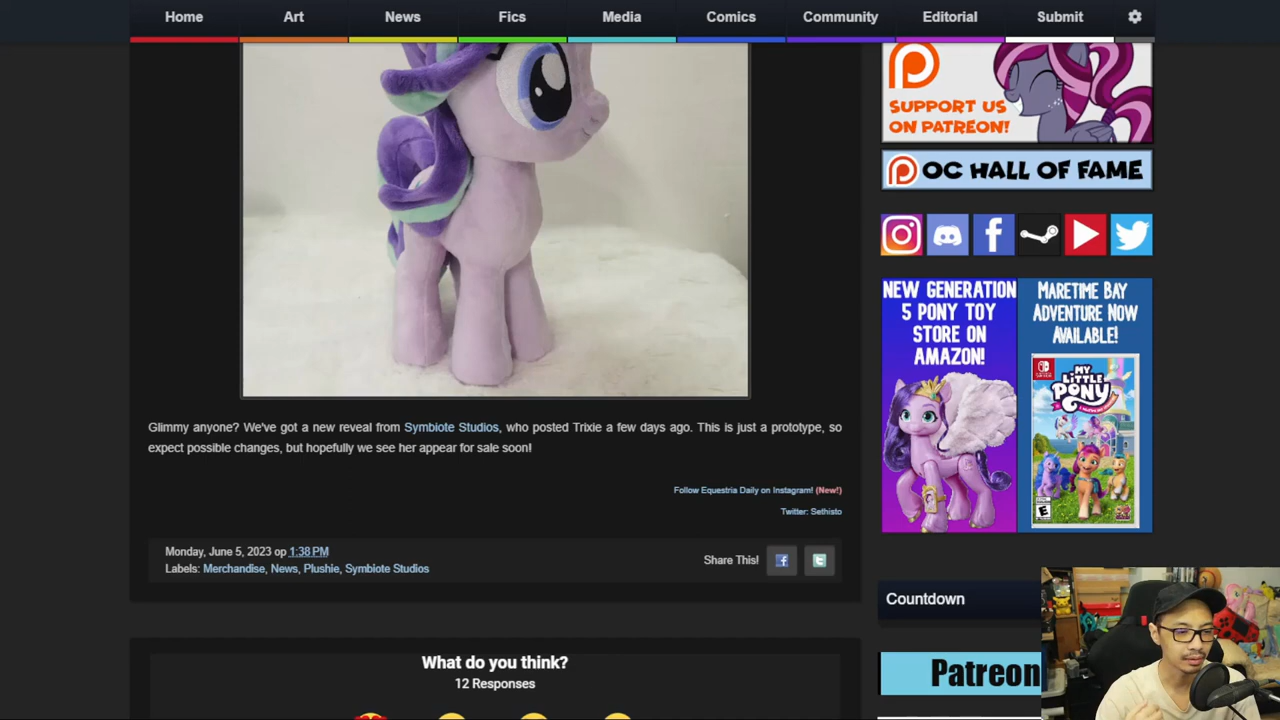 Home Art News Fics Media Comics Community Editorial Submit
SUPPORT US
ON PATREON!
OC HALL OF FAME
NEW GENERATION
5 PONY TOY
STORE ON
AMAZON!
MARETIME BAY
ADVENTURE NOW
AVAILABLE!
MY
LITTLE
PONY
Glimmy anyone? We've got a new reveal from Symbiote Studios, who posted Trixie a few days ago. This is just a prototype, so
expect possible changes, but hopefully we see her appear for sale soon!
Follow Equestria Daily on Instagram! (New!)
Twitter: Sethisto
Monday, June 5, 2023 op 1:38 PM
Labels: Merchandise, News, Plushie, Symbiote Studios
Share This!
Countdown
Patreon
What do you think?
12 Responses